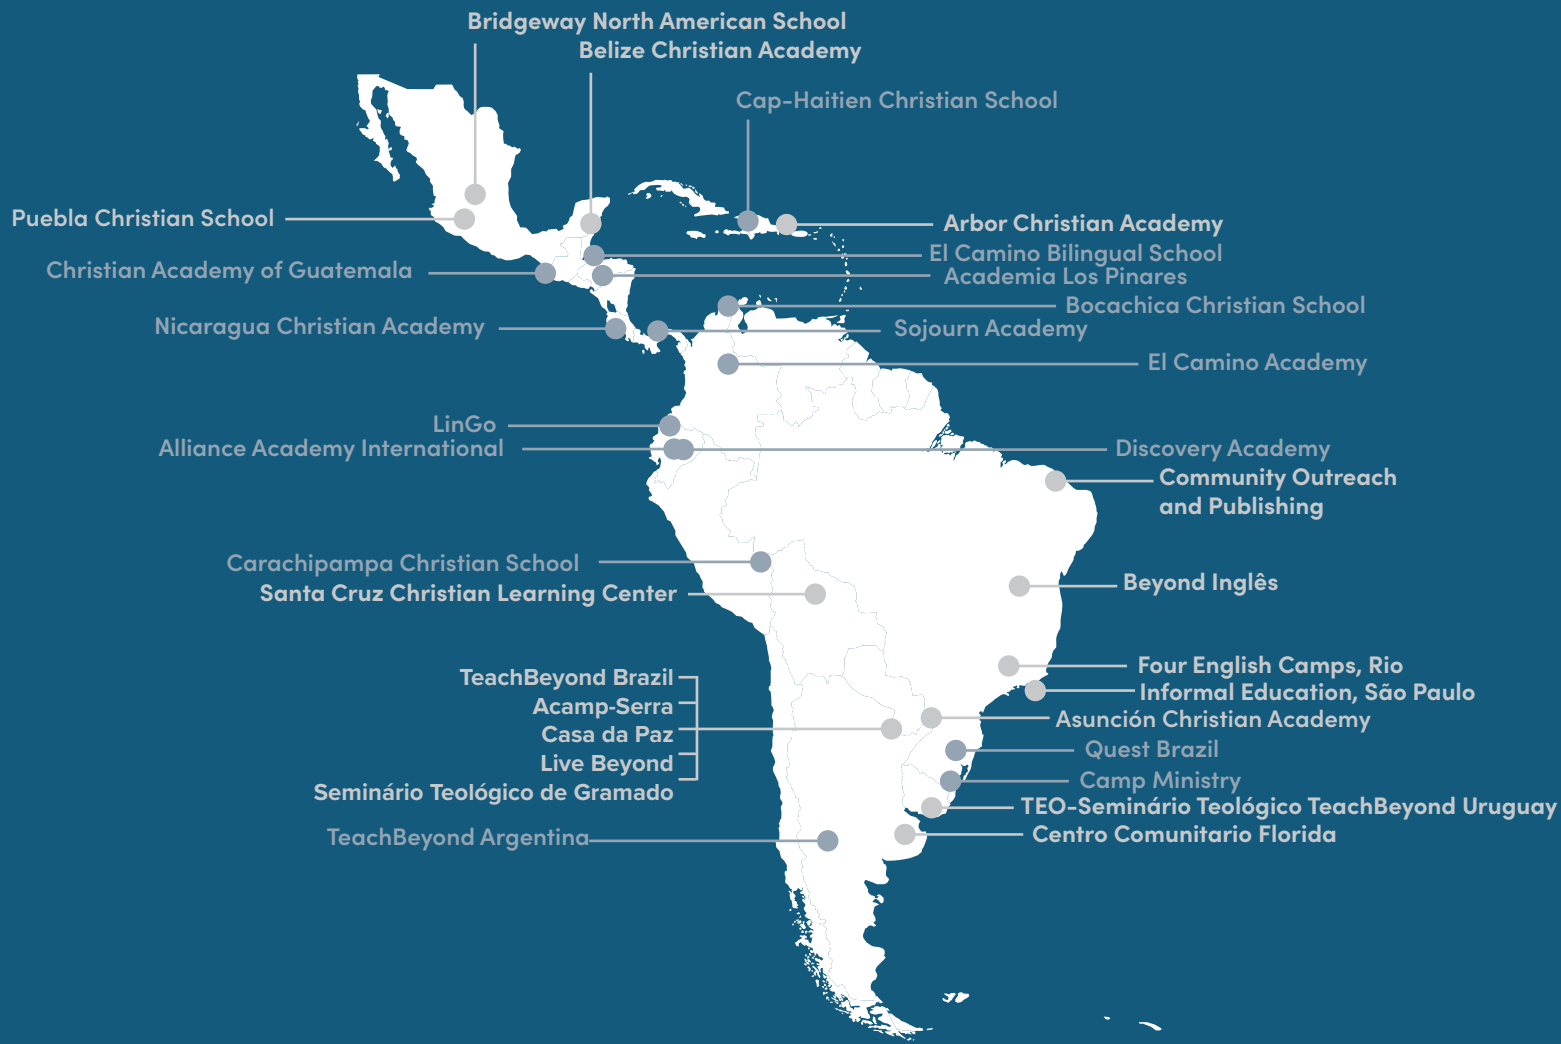 Bridgeway North American School
Belize Christian Academy
Cap-Haitien Christian School
Puebla Christian School
Arbor Christian Academy
El Camino Bilingual School
Christian Academy of Guatemala
Academia Los Pinares
Bocachica Christian School
Nicaragua Christian Academy
Sojourn Academy
El Camino Academy
LinGo
Alliance Academy International
Discovery Academy
Community Outreach
and Publishing
Carachipampa Christian School
Beyond Inglês
Santa Cruz Christian Learning Center
Four English Camps, Rio
TeachBeyond Brazil
Informal Education, São Paulo
Acamp-Serra
Asunción Christian Academy
Casa da Paz
Quest Brazil
Live Beyond
Camp Ministry
Seminário Teológico de Gramado
TEO-Seminário Teológico TeachBeyond Uruguay
Centro Comunitario Florida
TeachBeyond Argentina